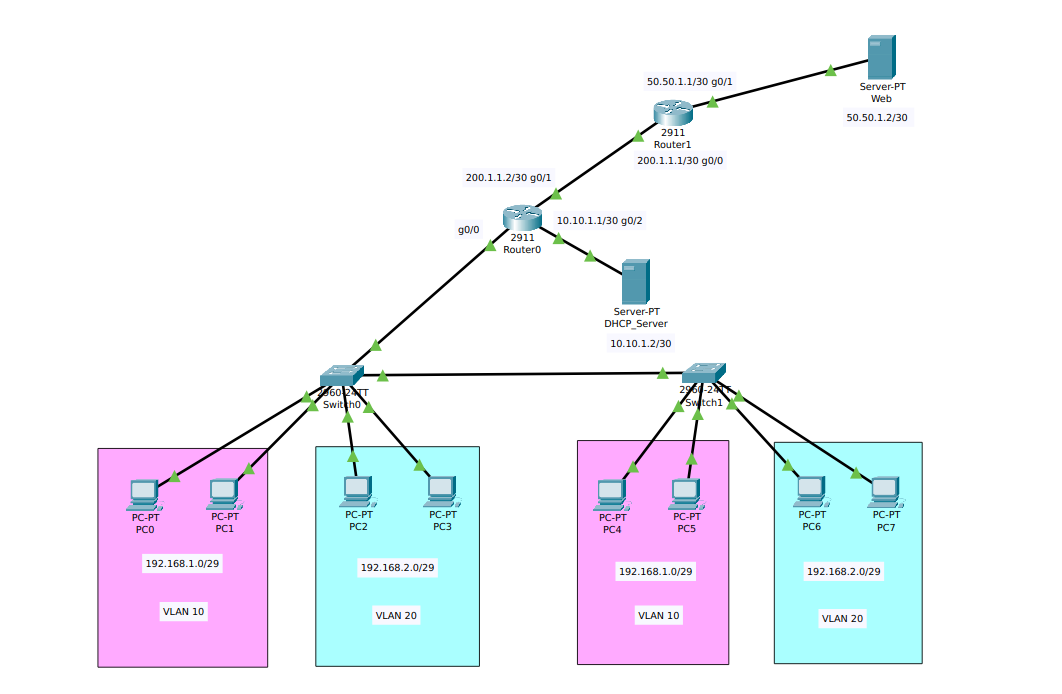 Server-PT
Web
50.50.1.2/30
50.50.1.1/30 g0/1
2911
Router1
200.1.1.1/30 g0/0
200.1.1.2/30 g0/1
10.10.1.1/30 g0/2
g0/0
2911
Router0
Server-PT
DHCP_Server
10.10.1.2/30
2960-24TT
Switch0
2960-24TT
Switch1
PC-PT
PC0
PC-PT
PC1
192.168.1.0/29
VLAN 10
PC-PT
PC2
PC-PT
PC3
192.168.2.0/29
VLAN 20
PC-PT
PC4
PC-PT
PC5
192.168.1.0/29
VLAN 10
PC-PT
PC6
PC-PT
PC7
192.168.2.0/29
VLAN 20